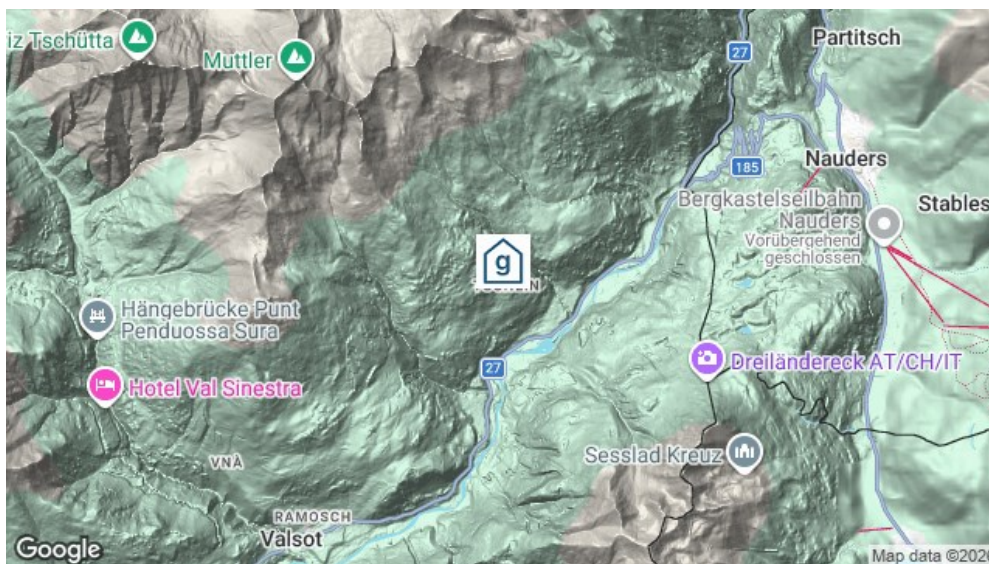 iz Tschütta
Muttler
27
Partitsch
Nauders
185
Bergkastelseilbahn
Nauders
Vorübergehend
geschlossen
Stables
g
Hängebrücke Punt
Penduossa Sura
27
Dreiländereck AT/CH/IT
Hotel Val Sinestra
Sesslad Kreuz
VNÀ
RAMOSCH
Valsot
Google
Map data ©2026